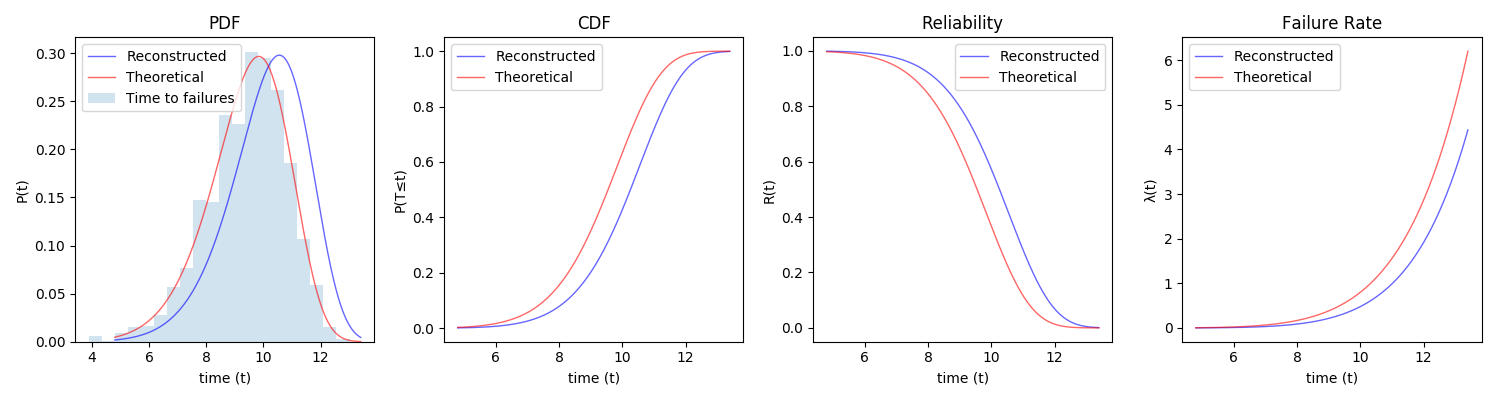 PDF
Reconstructed
Theoretical
Time to failures
0.30
0.25
0.20
0.15
0.10
0.05
0.00
P(t)
4 6 8 10 12
time (t)
CDF
Reconstructed
Theoretical
1.0
0.8
0.6
0.4
0.2
0.0
P(T≤t)
6 8 10 12
time (t)
Reliability
Reconstructed
Theoretical
1.0
0.8
0.6
0.4
0.2
0.0
R(t)
6 8 10 12
time (t)
Failure Rate
Reconstructed
Theoretical
6
5
4
3
2
1
0
λ(t)
6 8 10 12
time (t)